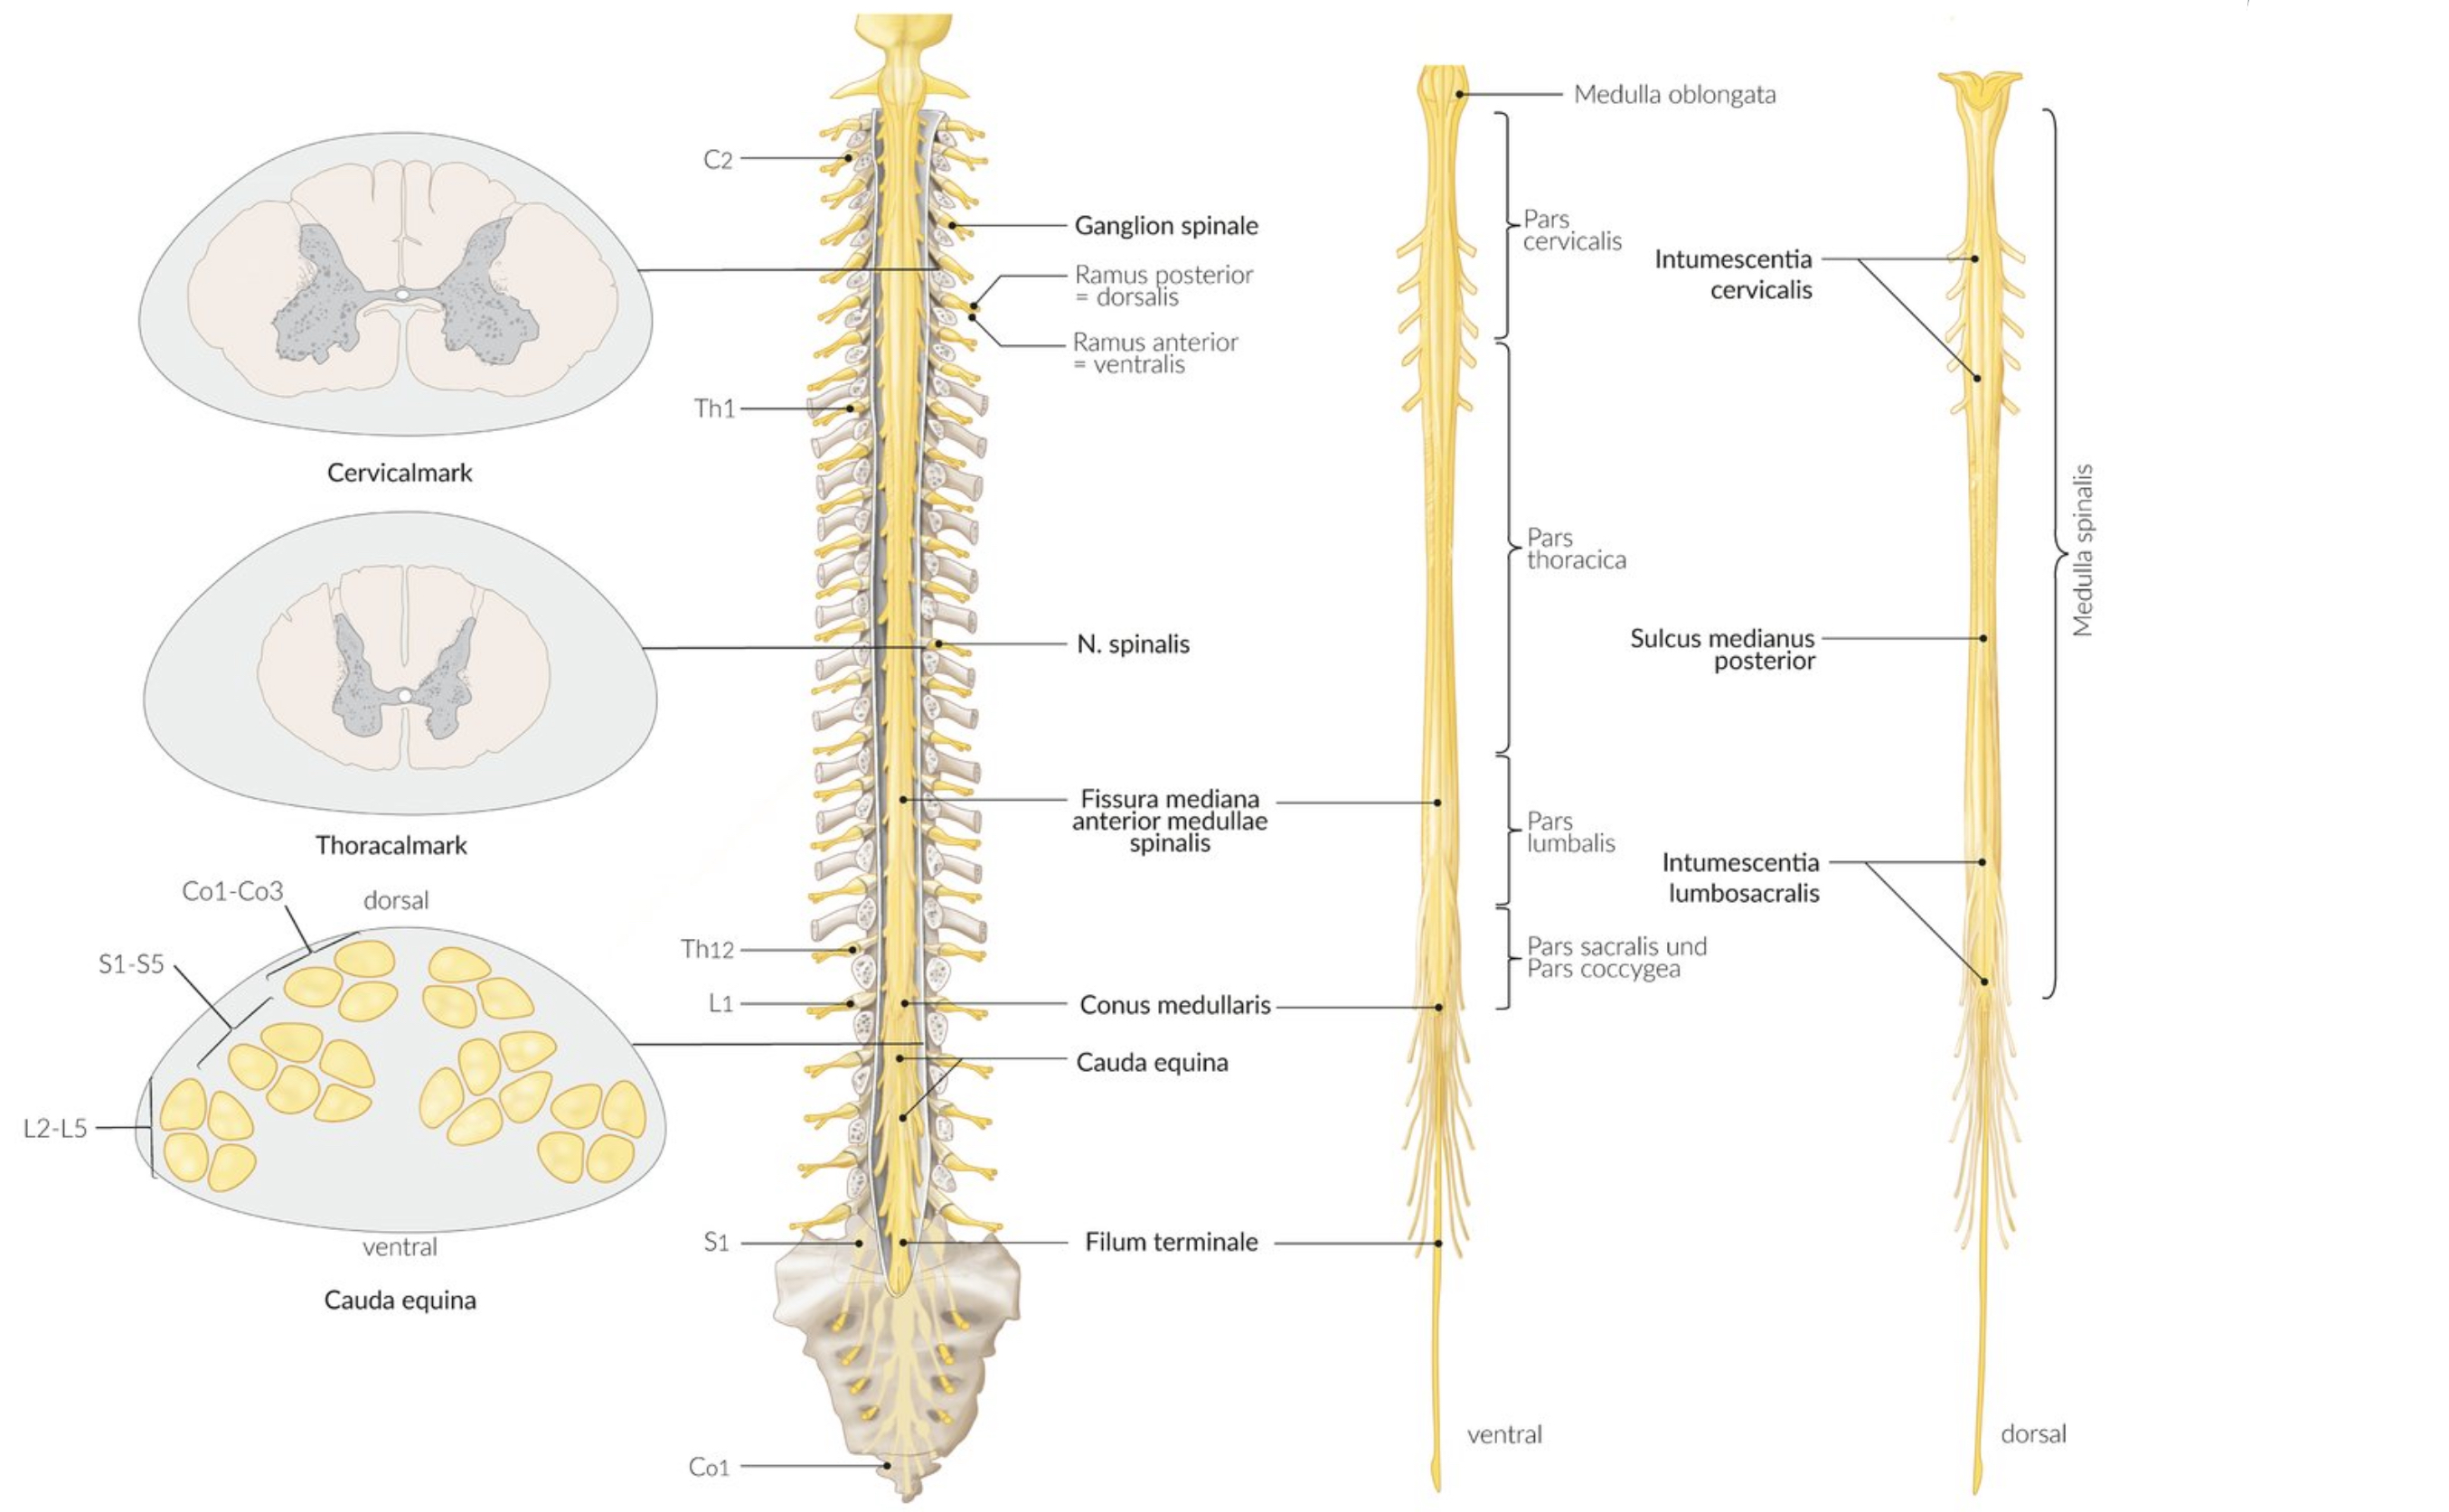 Cervicalmark
Thoracalmark
Co1-Co3
dorsal
S1-S5
L2-L5
ventral
Cauda equina
C2
Th1
Th12
L1
S1
Co1
Ganglion spinale
Ramus posterior
= dorsalis
Ramus anterior
= ventralis
N. spinalis
Fissura mediana
anterior medullae
spinalis
Conus medullaris
Cauda equina
Filum terminale
Medulla oblongata
Pars
cervicalis
Pars
thoracica
Pars
lumbalis
Pars sacralis und
Pars coccygea
ventral
Intumescentia
cervicalis
Sulcus medianus
posterior
Intumescentia
lumbosacralis
Medulla spinalis
dorsal